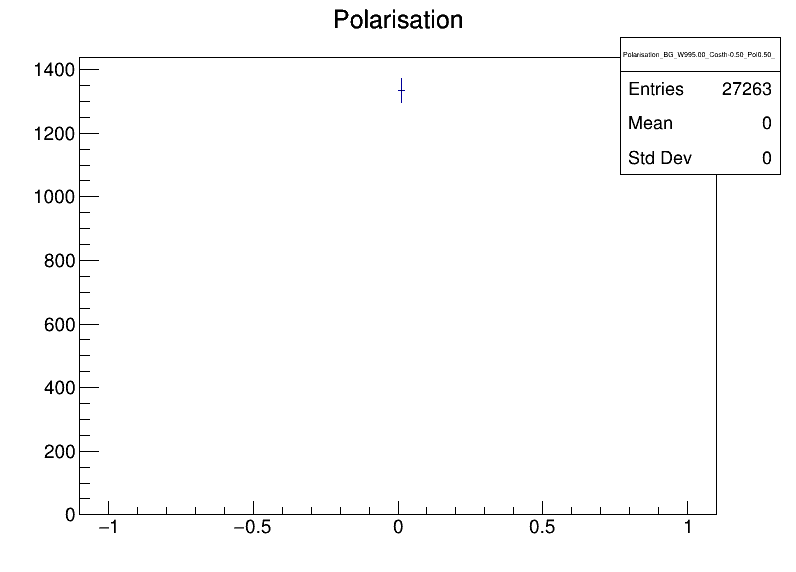 Polarisation
Polarisation_BG_W995.00_Costh-0.50_Pol0.50_
Entries 27263
Mean 0
Std Dev 0
1400
1200
1000
800
600
400
200
0
−1 −0.5 0 0.5 1